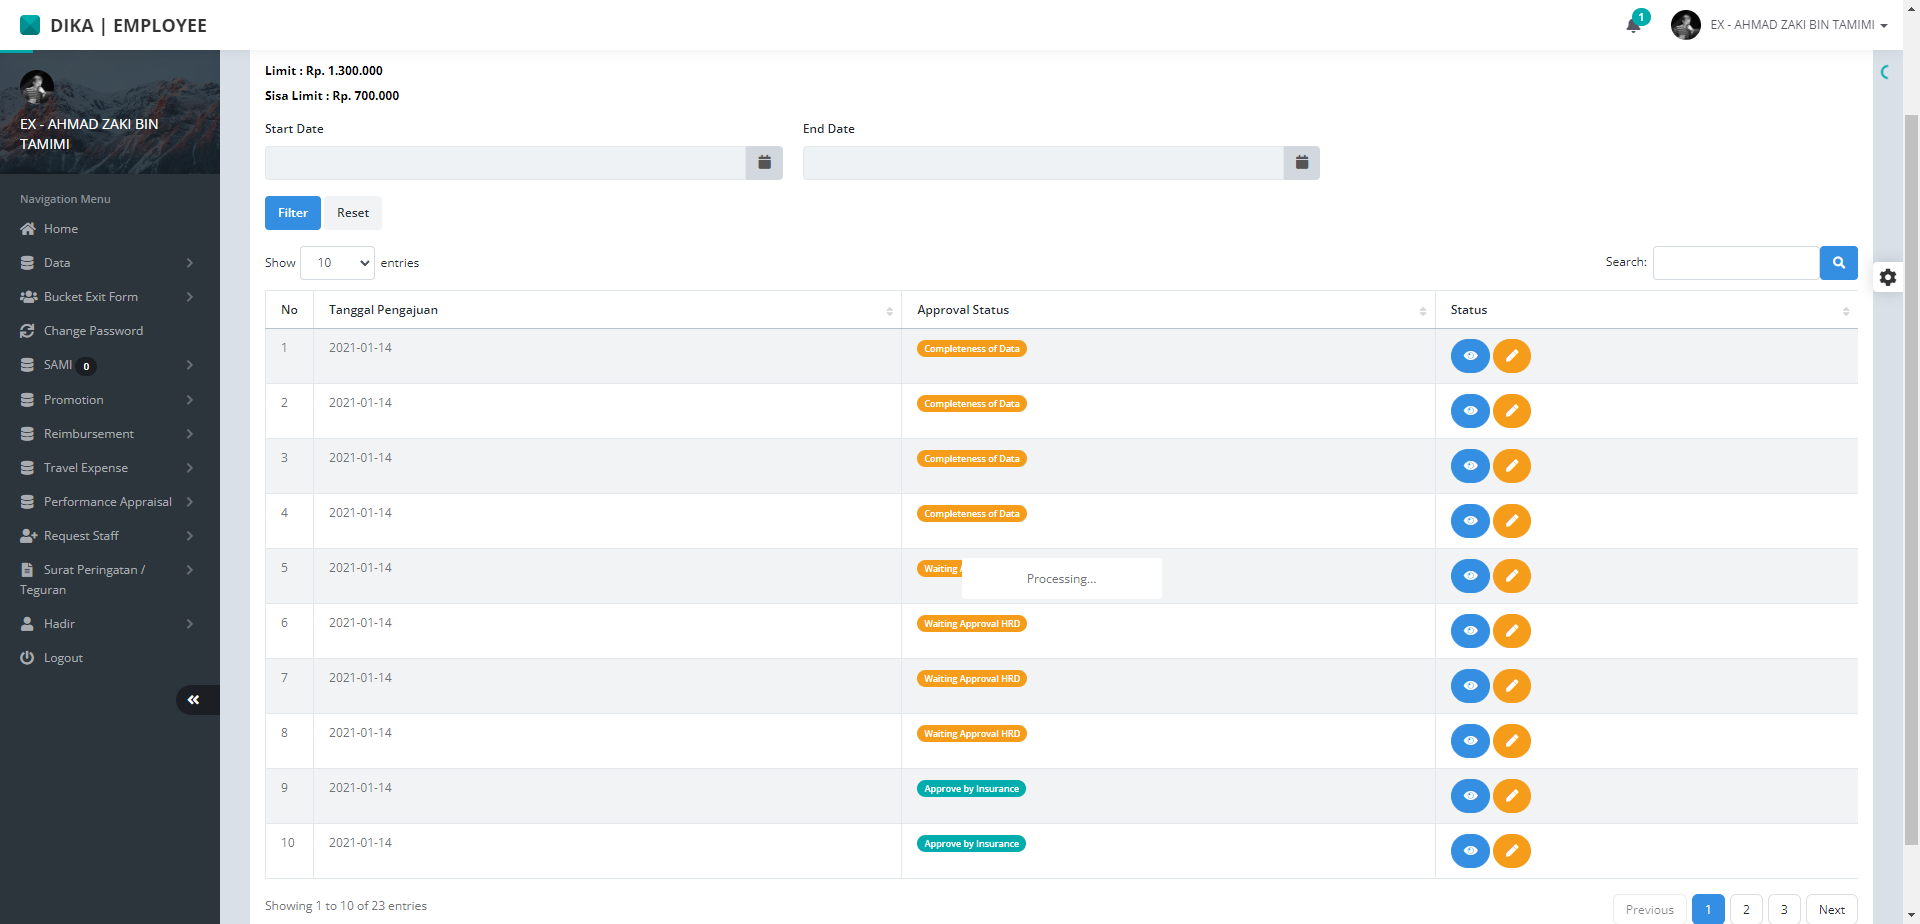 DIKA | EMPLOYEE
1
EX - AHMAD ZAKI BIN TAMIMI
EX - AHMAD ZAKI BIN
TAMIMI
Navigation Menu
Home
Data
Bucket Exit Form
Change Password
SAMI 0
Promotion
Reimbursement
Travel Expense
Performance Appraisal
Request Staff
Surat Peringatan /
Teguran
Hadir
Logout
Limit : Rp. 1.300.000
Sisa Limit : Rp. 700.000
Start Date End Date
Filter Reset
Show 10 entries Search:
No Tanggal Pengajuan Approval Status Status
1 2021-01-14 Completeness of Data
2 2021-01-14 Completeness of Data
3 2021-01-14 Completeness of Data
4 2021-01-14 Completeness of Data
5 2021-01-14 Waiting
Processing...
6 2021-01-14 Waiting Approval HRD
7 2021-01-14 Waiting Approval HRD
8 2021-01-14 Waiting Approval HRD
9 2021-01-14 Approve by Insurance
10 2021-01-14 Approve by Insurance
Showing 1 to 10 of 23 entries
Previous 1 2 3 Next